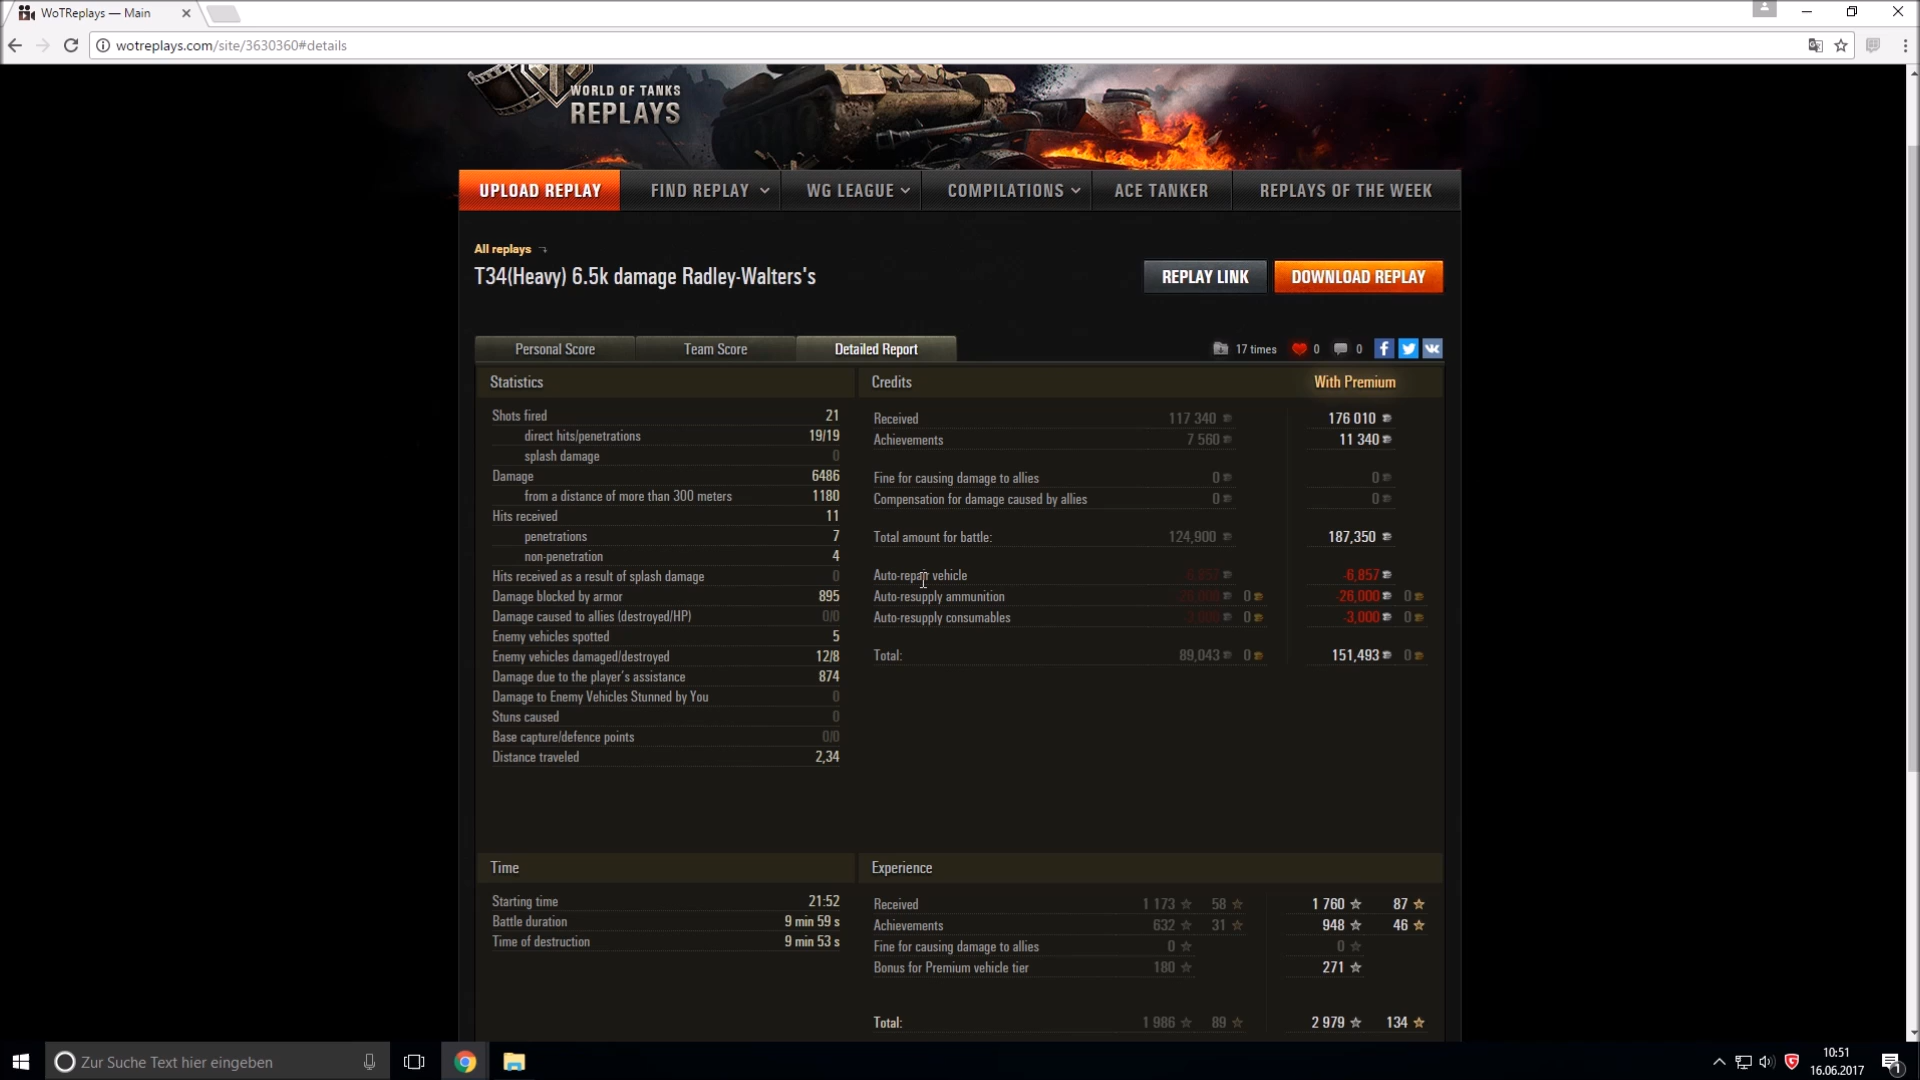 WoTReplays — Main
wotreplays.com/site/3630360#details
WORLD OF TANKS
REPLAYS
UPLOAD REPLAY FIND REPLAY WG LEAGUE COMPILATIONS ACE TANKER REPLAYS OF THE WEEK
All replays
T34(Heavy) 6.5k damage Radley-Walters's
REPLAY LINK DOWNLOAD REPLAY
Personal Score Team Score Detailed Report 17 times 0 0
Statistics
Shots fired 21
direct hits/penetrations 19/19
splash damage 0
Damage 6486
from a distance of more than 300 meters 1180
Hits received 11
penetrations 7
non-penetration 4
Hits received as a result of splash damage 0
Damage blocked by armor 895
Damage caused to allies (destroyed/HP) 0/0
Enemy vehicles spotted 5
Enemy vehicles damaged/destroyed 12/8
Damage due to the player's assistance 874
Damage to Enemy Vehicles Stunned by You 0
Stuns caused 0
Base capture/defence points 0/0
Distance traveled 2,34
Credits With Premium
Received 117 340 176 010
Achievements 7 560 11 340
Fine for causing damage to allies 0 0
Compensation for damage caused by allies 0 0
Total amount for battle: 124,900 187,350
Auto-repair vehicle -6,857 -6,857
Auto-resupply ammunition -26,000 0 -26,000 0
Auto-resupply consumables -3,000 0 -3,000 0
Total: 89,043 0 151,493 0
Time
Starting time 21:52
Battle duration 9 min 59 s
Time of destruction 9 min 53 s
Experience
Received 1 173 58 1 760 87
Achievements 632 31 948 46
Fine for causing damage to allies 0 0
Bonus for Premium vehicle tier 180 271
Total: 1 986 89 2 979 134
Zur Suche Text hier eingeben
10:51
16.06.2017
1